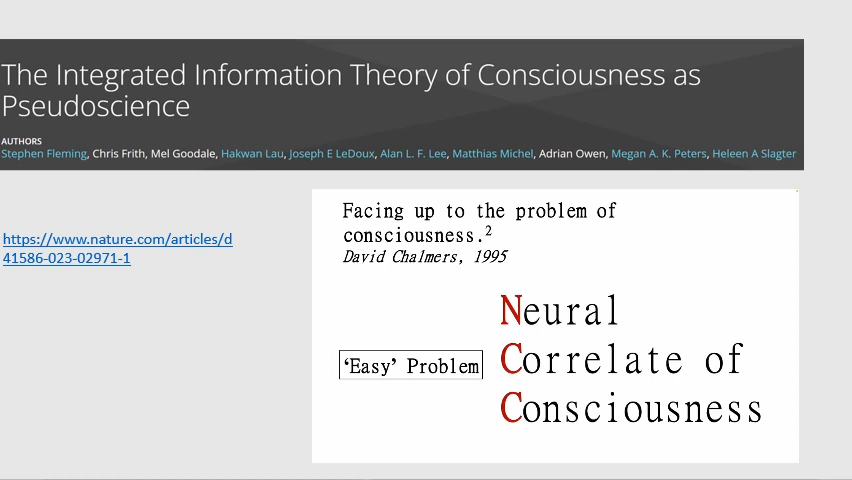 The Integrated Information Theory of Consciousness as
Pseudoscience
AUTHORS
Stephen Fleming, Chris Frith, Mel Goodale, Hakwan Lau, Joseph E LeDoux, Alan L. F. Lee, Matthias Michel, Adrian Owen, Megan A. K. Peters, Heleen A Slagter
https://www.nature.com/articles/d
41586-023-02971-1
Facing up to the problem of
consciousness.²
David Chalmers, 1995
Neural
‘Easy’ Problem
Correlate of
Consciousness